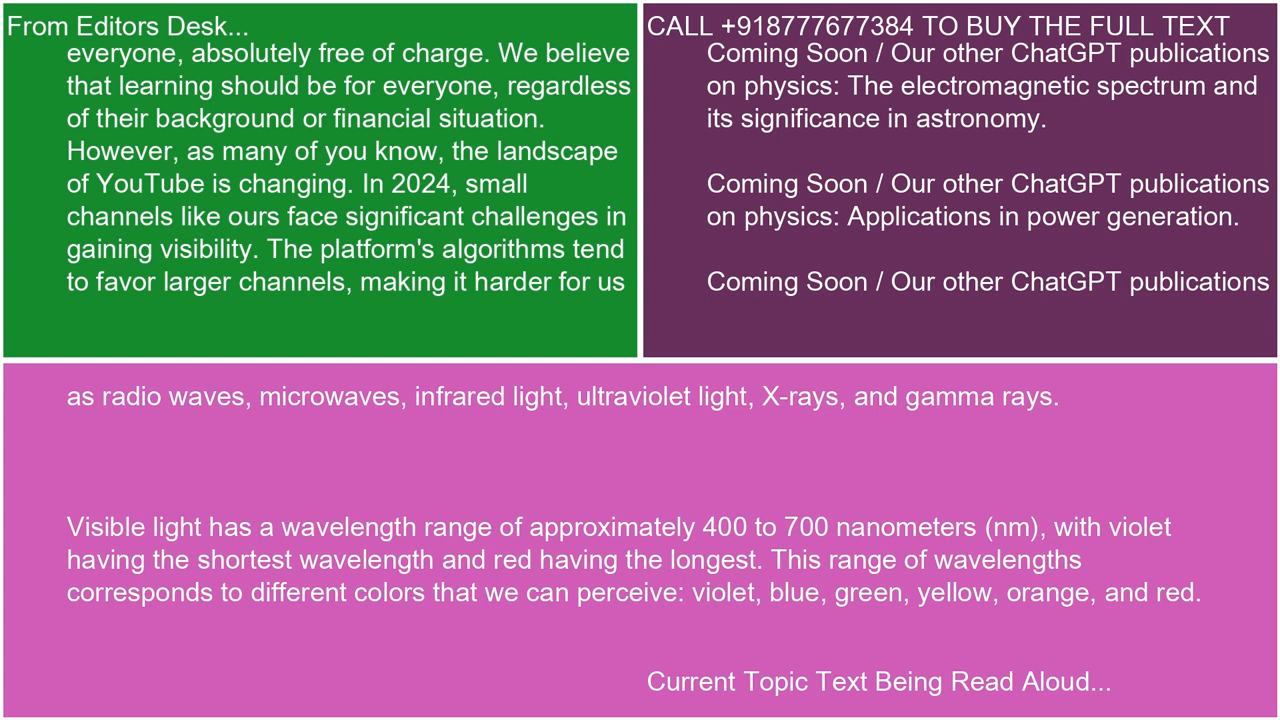 From Editors Desk...
everyone, absolutely free of charge. We believe
that learning should be for everyone, regardless
of their background or financial situation.
However, as many of you know, the landscape
of YouTube is changing. In 2024, small
channels like ours face significant challenges in
gaining visibility. The platform's algorithms tend
to favor larger channels, making it harder for us
CALL +918777677384 TO BUY THE FULL TEXT
Coming Soon / Our other ChatGPT publications
on physics: The electromagnetic spectrum and
its significance in astronomy.
Coming Soon / Our other ChatGPT publications
on physics: Applications in power generation.
Coming Soon / Our other ChatGPT publications
as radio waves, microwaves, infrared light, ultraviolet light, X-rays, and gamma rays.
Visible light has a wavelength range of approximately 400 to 700 nanometers (nm), with violet
having the shortest wavelength and red having the longest. This range of wavelengths
corresponds to different colors that we can perceive: violet, blue, green, yellow, orange, and red.
Current Topic Text Being Read Aloud...